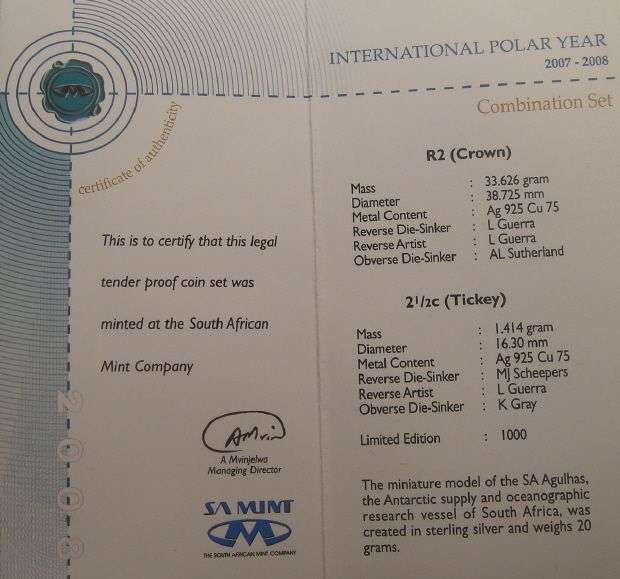 certificate of authenticity
This is to certify that this legal
tender proof coin set was
minted at the South African
Mint Company
AMvin
A Mvinjelwa
Managing Director
SA MINT
THE SOUTH AFRICAN MINT COMPANY
2008
INTERNATIONAL POLAR YEAR
2007 - 2008
Combination Set
R2 (Crown)
Mass : 33.626 gram
Diameter : 38.725 mm
Metal Content : Ag 925 Cu 75
Reverse Die-Sinker : L Guerra
Reverse Artist : L Guerra
Obverse Die-Sinker : AL Sutherland
2 1/2c (Tickey)
Mass : 1.414 gram
Diameter : 16.30 mm
Metal Content : Ag 925 Cu 75
Reverse Die-Sinker : MJ Scheepers
Reverse Artist : L Guerra
Obverse Die-Sinker : K Gray
Limited Edition : 1000
The miniature model of the SA Agulhas,
the Antarctic supply and oceanographic
research vessel of South Africa, was
created in sterling silver and weighs 20
grams.